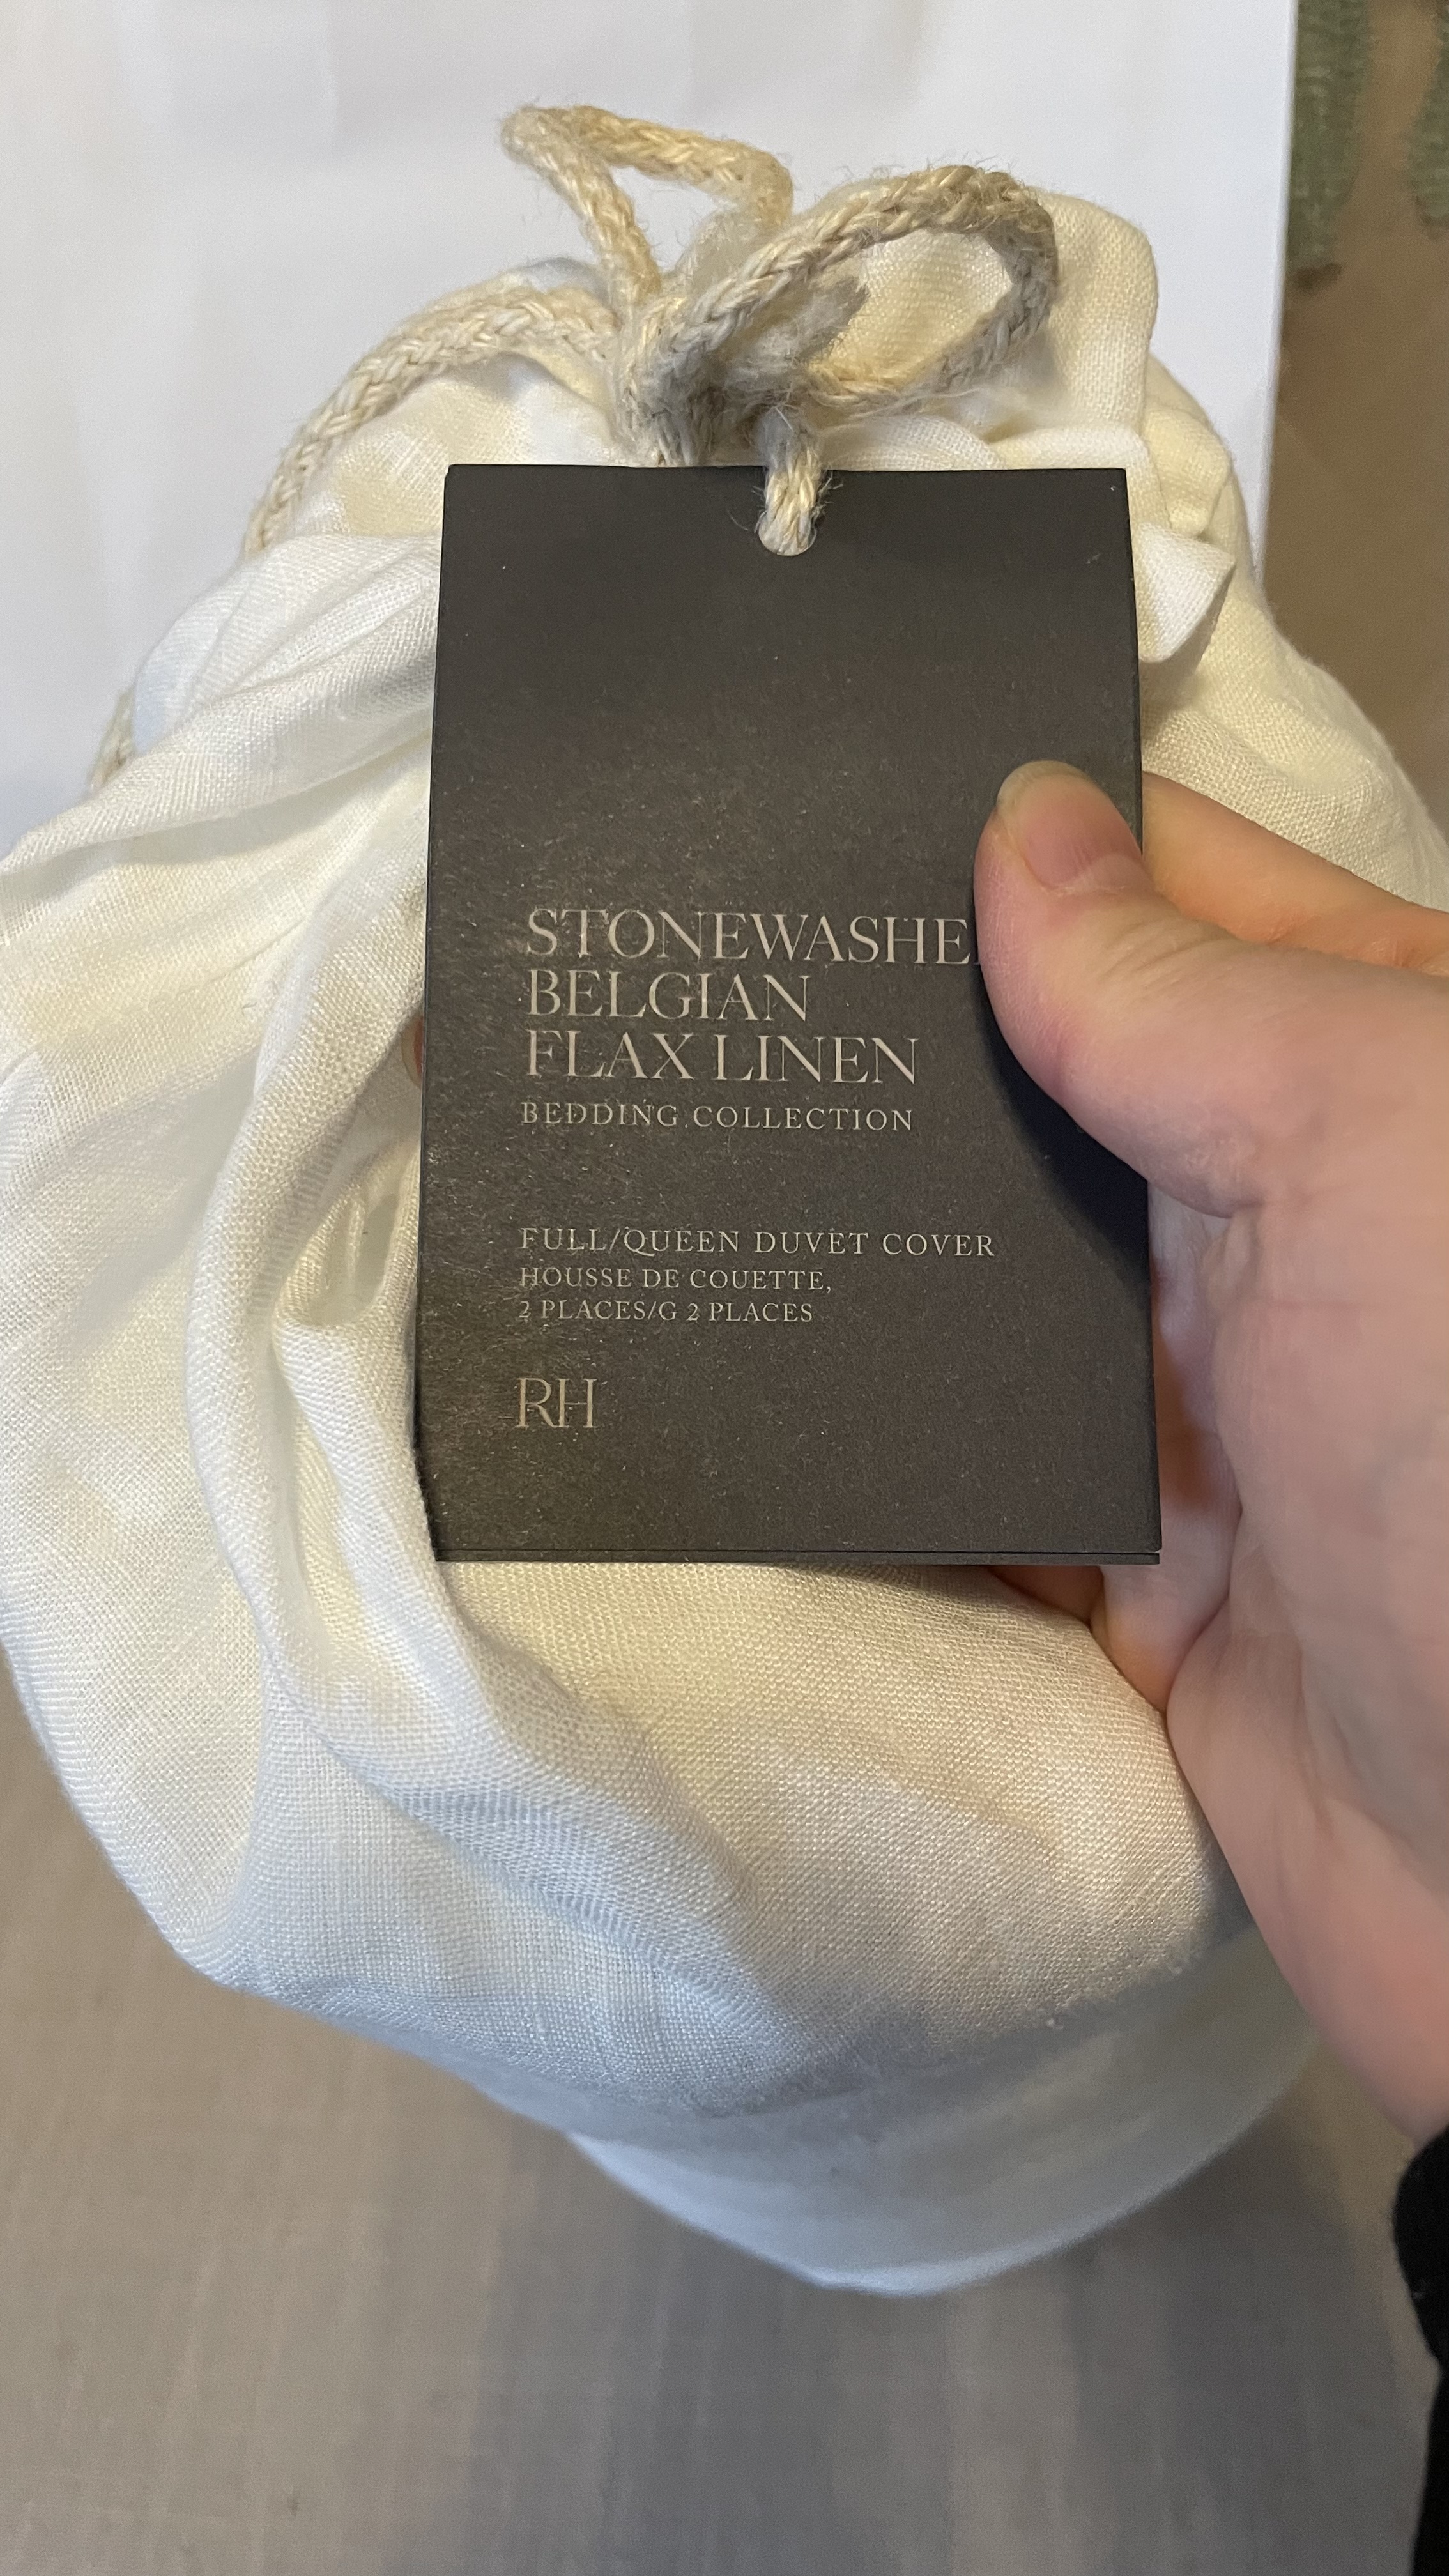 STONEWASHE
BELGIAN
FLAX LINEN
BEDDING COLLECTION
FULL/QUEEN DUVET COVER
HOUSSE DE COUETTE,
2 PLACES/G 2 PLACES
RH